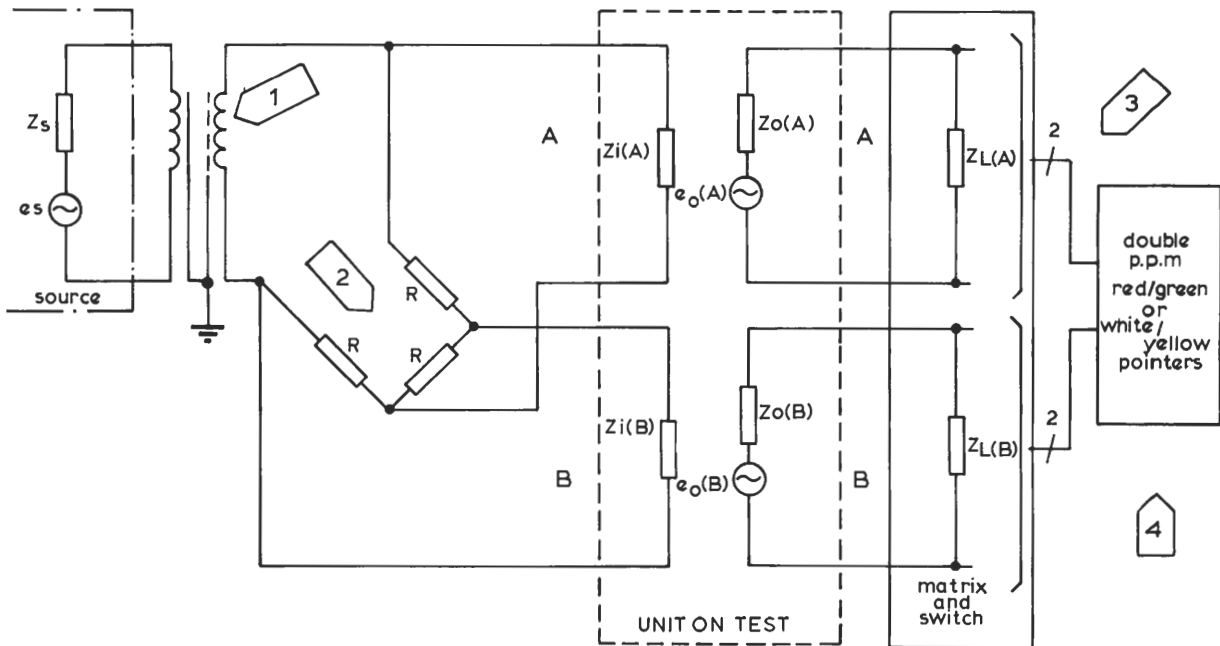 1
3
2
Zs
A
Zi(A)
Zo(A)
A
ZL(A)
es
eo(A)
double
p.p.m
red/green
or
white/
yellow
pointers
source
2
R
R
R
Zo(B)
2
Zi(B)
ZL(B)
B
eo(B)
B
4
matrix
and
switch
UNIT ON TEST